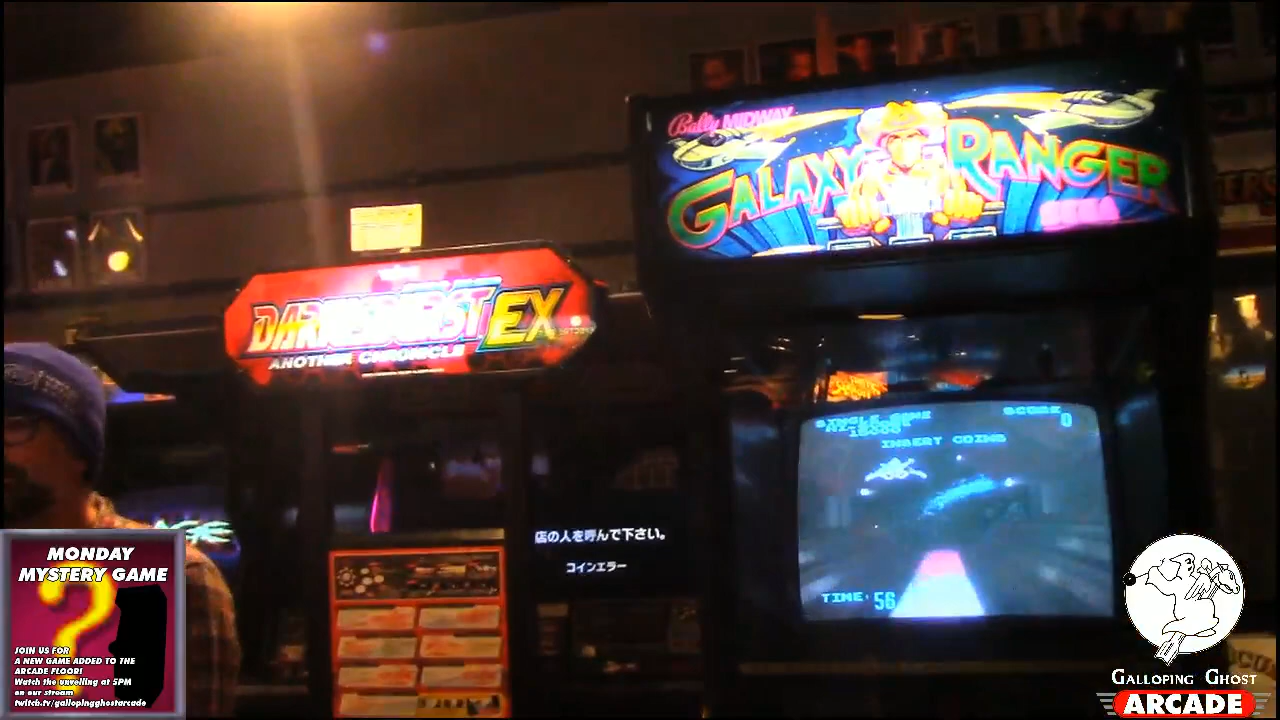 Bally MIDWAY
GALAXY RANGER
SEGA
DARIUSBURST EX
ANOTHER CHRONICLE
SINGLE GAME
SCORE
0
INSERT COINS
TIME: 56
店の人を呼んで下さい。
コインエラー
MONDAY
MYSTERY GAME
?
JOIN US FOR
A NEW GAME ADDED TO THE
ARCADE FLOOR!
Watch the unveiling at 5PM
on our stream
twitch.tv/gallopingghostarcade
GALLOPING GHOST
ARCADE